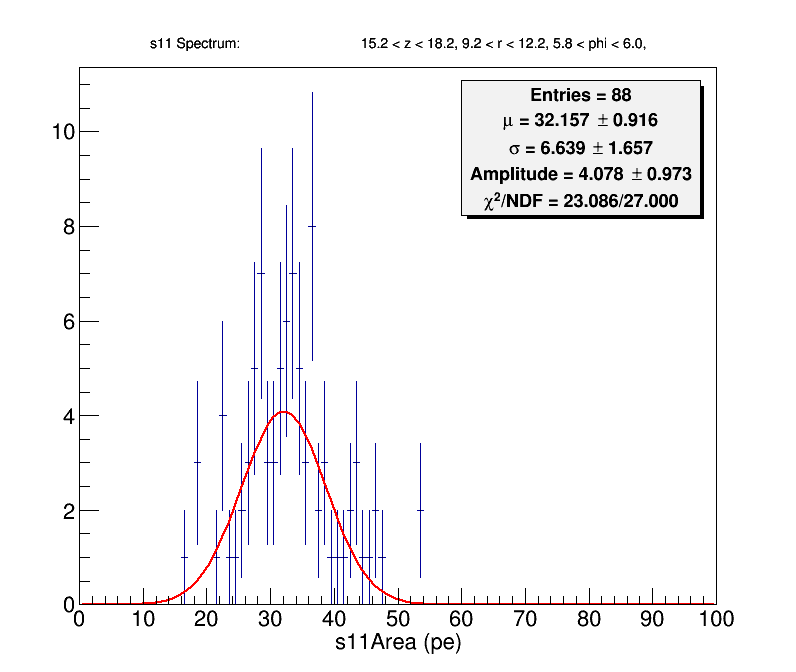 s11 Spectrum: 15.2 < z < 18.2, 9.2 < r < 12.2, 5.8 < phi < 6.0,
Entries = 88
μ = 32.157 ± 0.916
σ = 6.639 ± 1.657
Amplitude = 4.078 ± 0.973
χ²/NDF = 23.086/27.000
10
8
6
4
2
0
0 10 20 30 40 50 60 70 80 90 100
s11Area (pe)